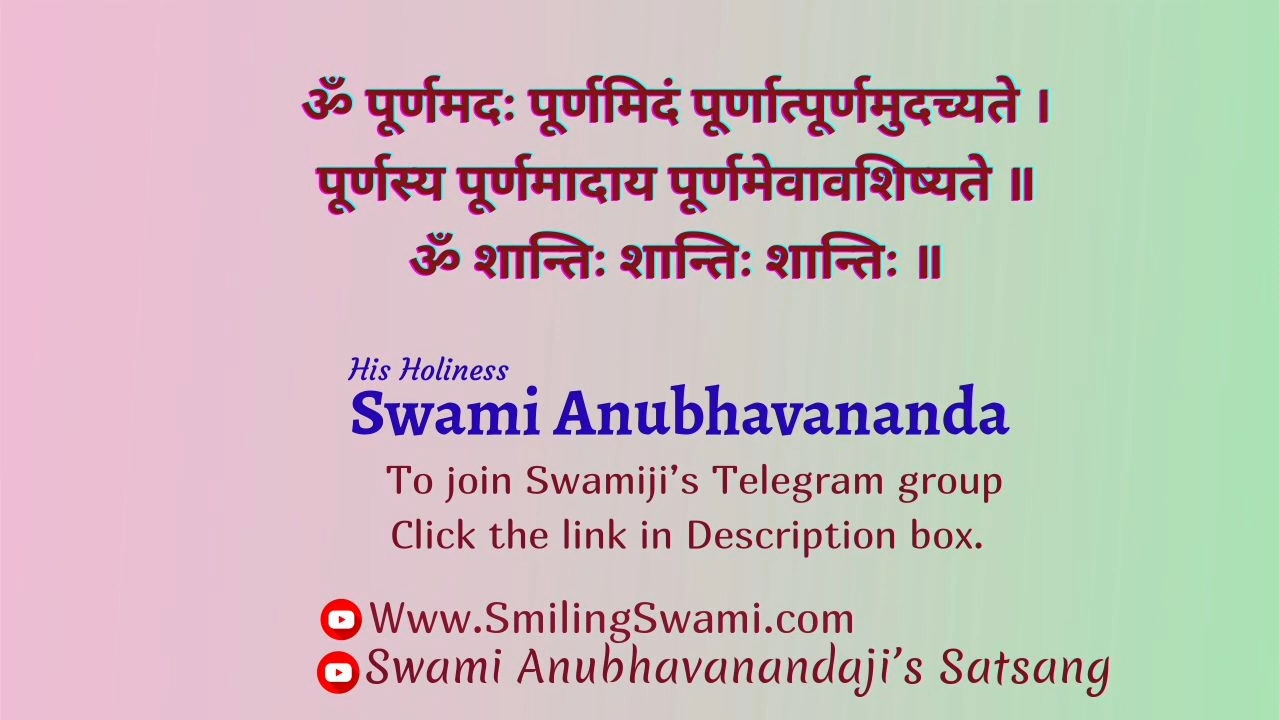 ॐ पूर्णमदः पूर्णमिदं पूर्णात्पूर्णमुदच्यते ।
पूर्णस्य पूर्णमादाय पूर्णमेवावशिष्यते ॥
ॐ शान्तिः शान्तिः शान्तिः ॥
His Holiness
Swami Anubhavananda
To join Swamiji's Telegram group
Click the link in Description box.
Www.SmilingSwami.com
Swami Anubhavanandaji's Satsang